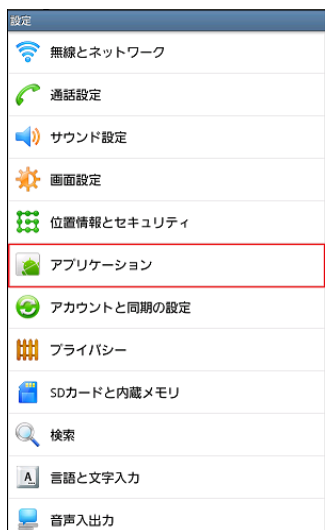 設定
無線とネットワーク
通話設定
サウンド設定
画面設定
位置情報とセキュリティ
アプリケーション
アカウントと同期の設定
プライバシー
SDカードと内蔵メモリ
検索
A 言語と文字入力
音声入出力